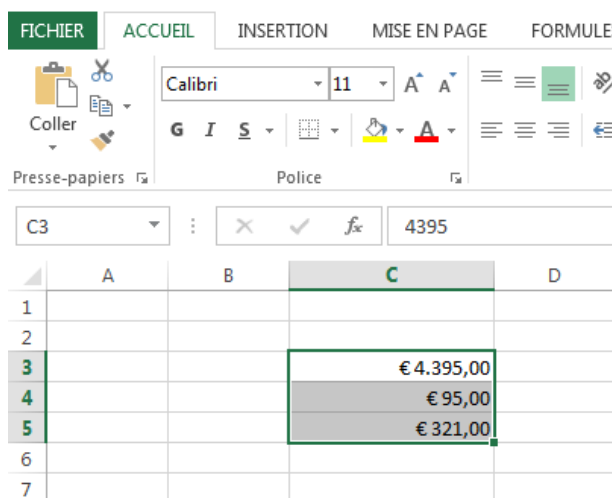 FICHIER ACCUEIL INSERTION MISE EN PAGE FORMULE
Calibri 11 A A
Coller
G I S A
Presse-papiers Police
C3 fx 4395
A B C D
1
2
3 € 4.395,00
4 € 95,00
5 € 321,00
6
7